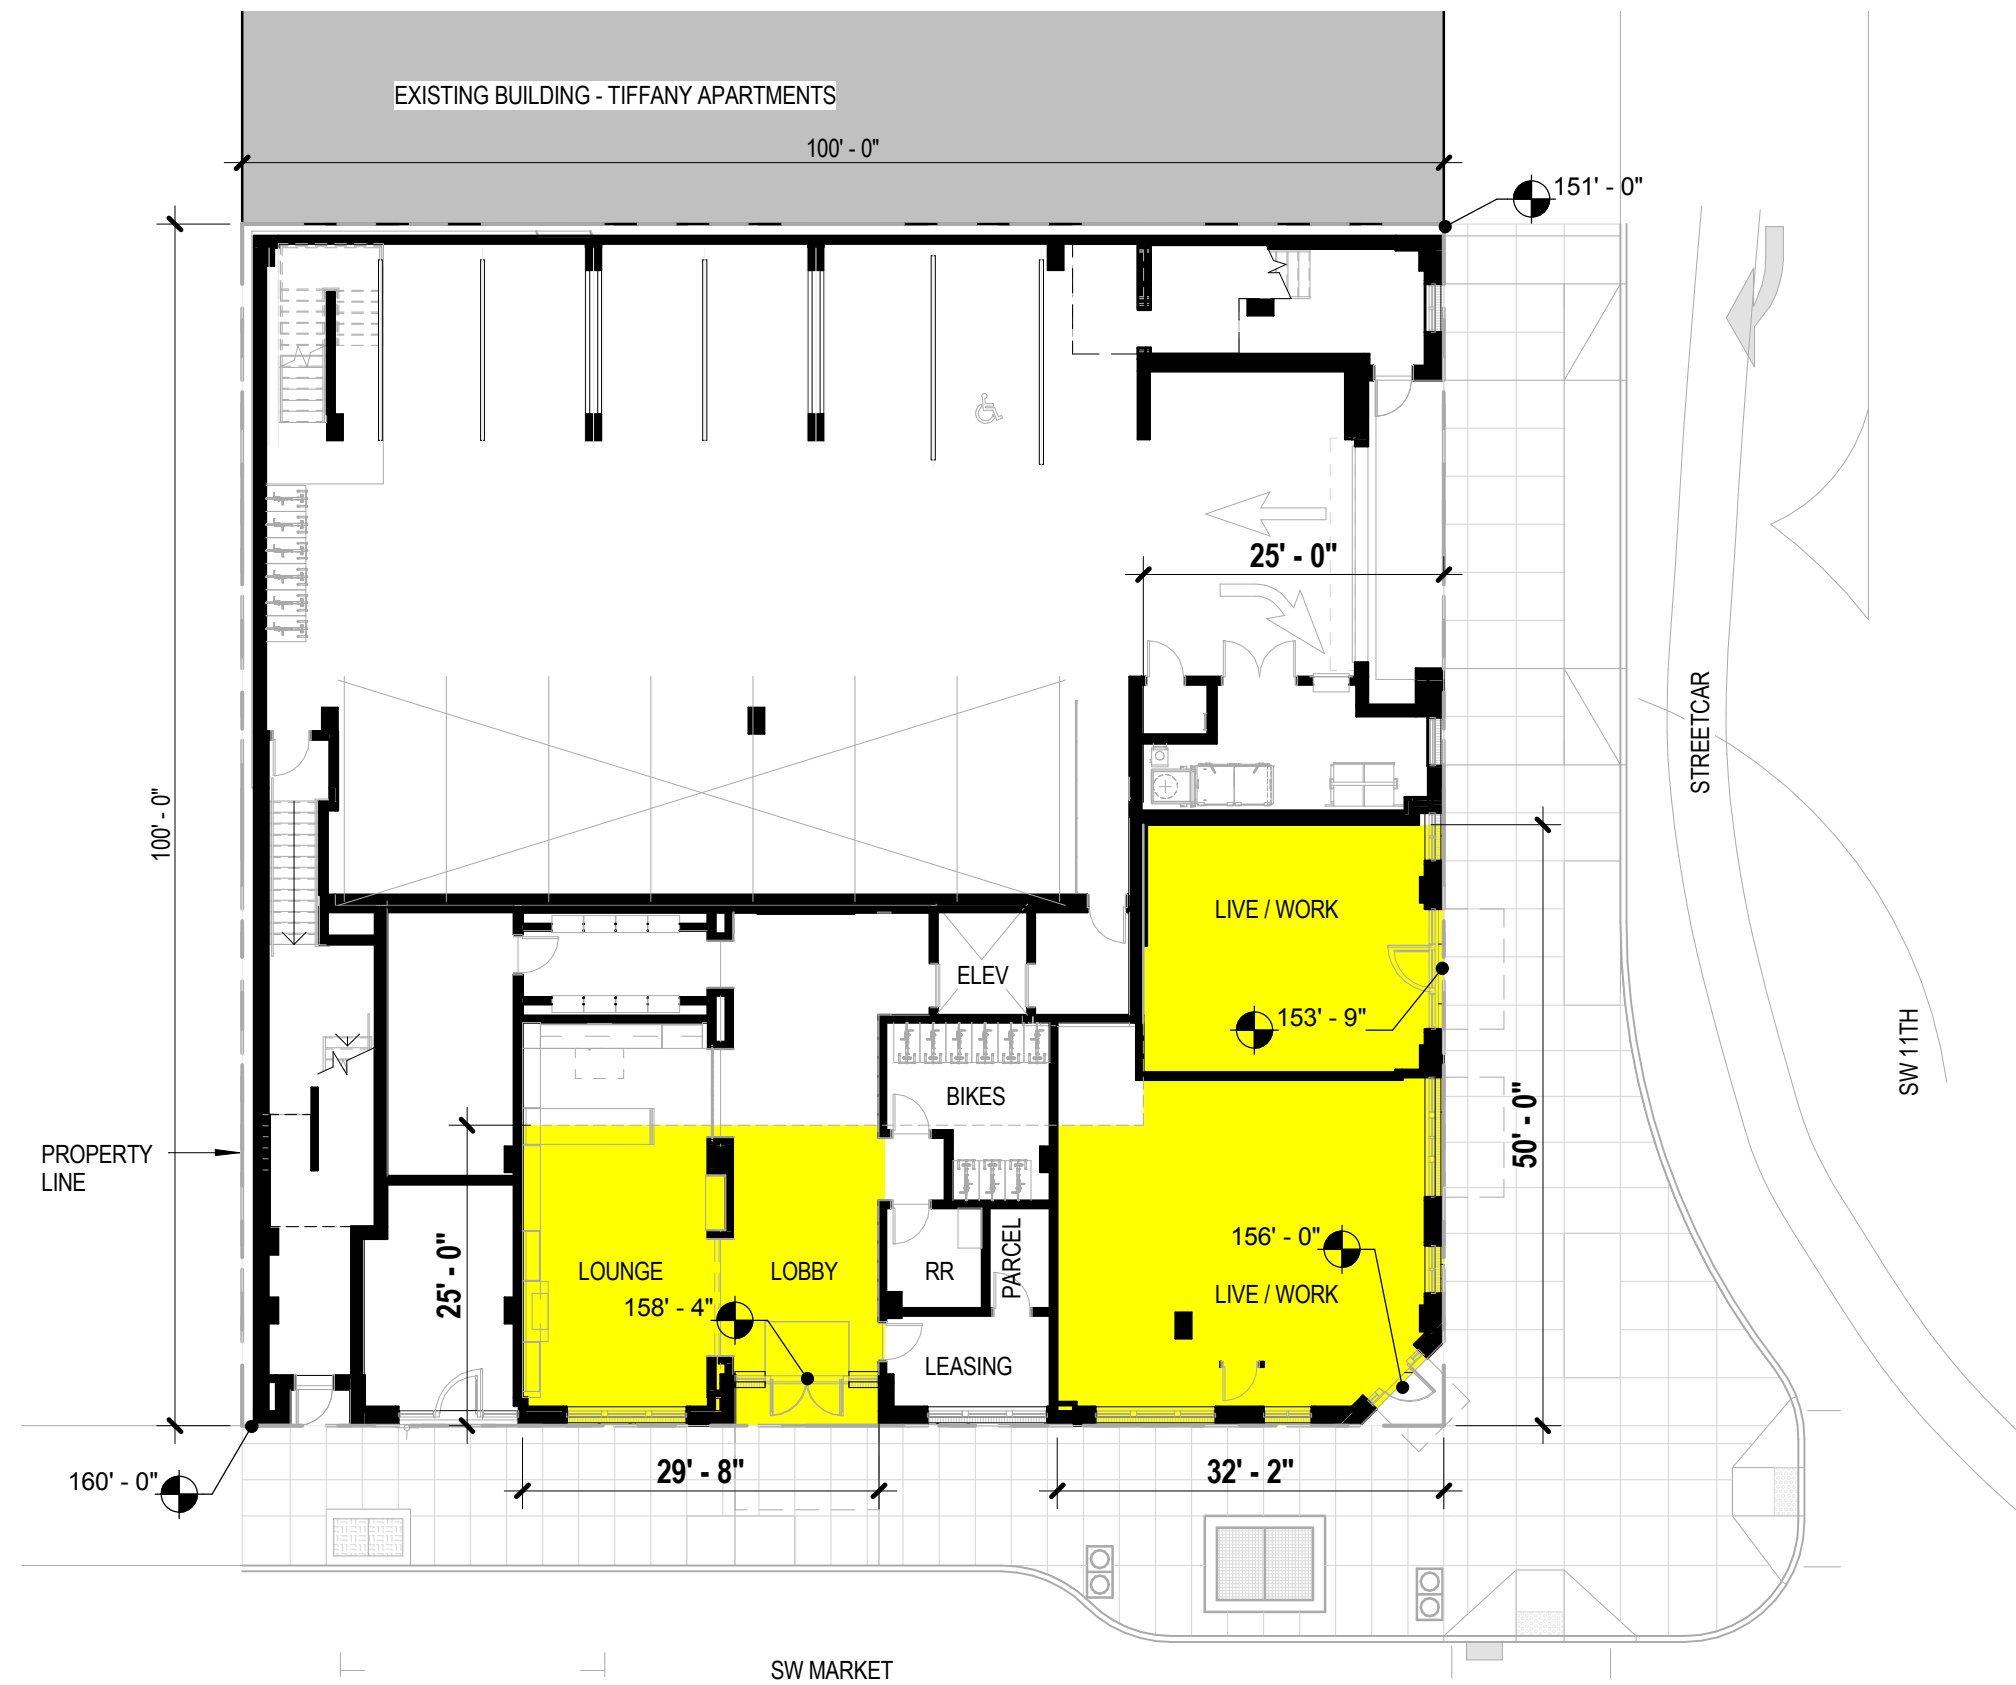 EXISTING BUILDING - TIFFANY APARTMENTS
100' - 0"
151' - 0"
25' - 0"
STREETCAR
100' - 0"
LIVE / WORK
ELEV
153' - 9"
SW 11TH
BIKES
50' - 0"
PROPERTY
LINE
25' - 0"
LOUNGE
LOBBY
RR
PARCEL
156' - 0"
LIVE / WORK
158' - 4"
LEASING
160' - 0"
29' - 8"
32' - 2"
SW MARKET